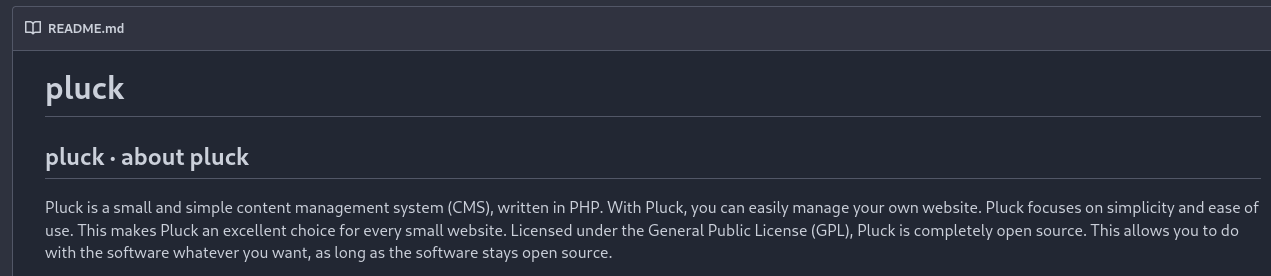 README.md
pluck
pluck · about pluck
Pluck is a small and simple content management system (CMS), written in PHP. With Pluck, you can easily manage your own website. Pluck focuses on simplicity and ease of
use. This makes Pluck an excellent choice for every small website. Licensed under the General Public License (GPL), Pluck is completely open source. This allows you to do
with the software whatever you want, as long as the software stays open source.